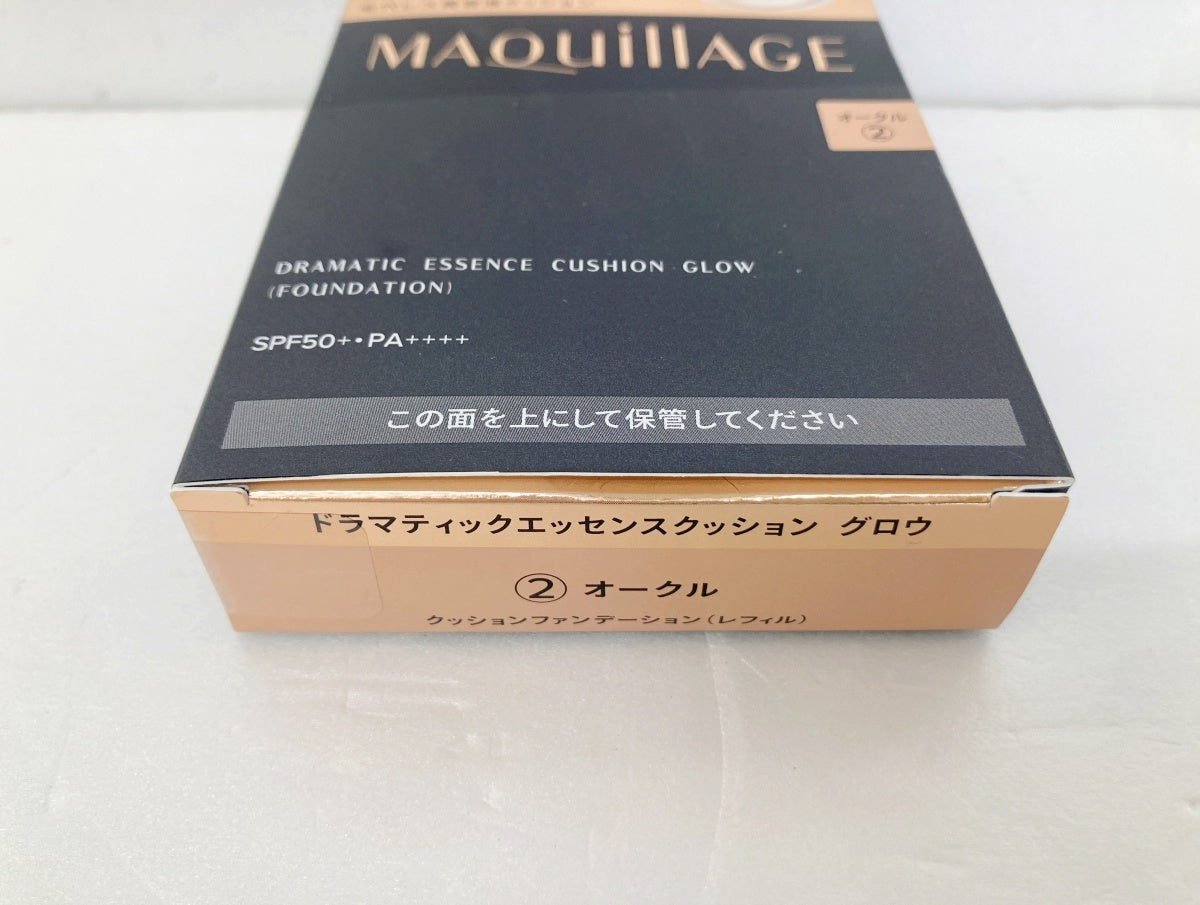 MAQuillAGE
オークル
②
DRAMATIC ESSENCE CUSHION GLOW
(FOUNDATION)
SPF50+・PA++++
この面を上にして保管してください
ドラマティックエッセンスクッション グロウ
② オークル
クッションファンデーション(レフィル)